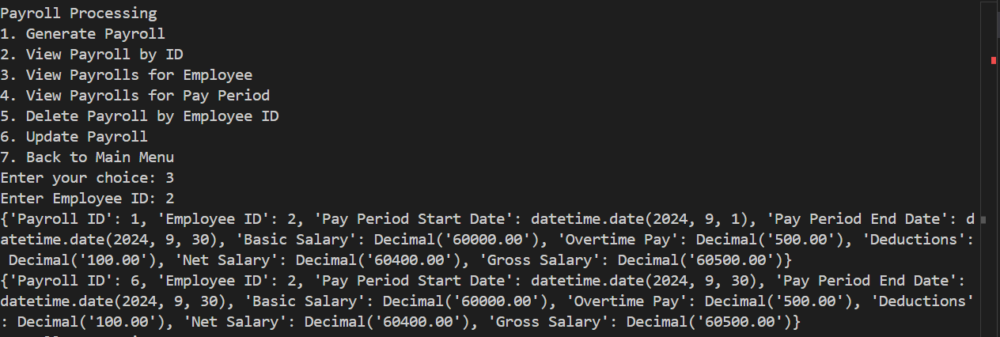 Payroll Processing
1. Generate Payroll
2. View Payroll by ID
3. View Payrolls for Employee
4. View Payrolls for Pay Period
5. Delete Payroll by Employee ID
6. Update Payroll
7. Back to Main Menu
Enter your choice: 3
Enter Employee ID: 2
{'Payroll ID': 1, 'Employee ID': 2, 'Pay Period Start Date': datetime.date(2024, 9, 1), 'Pay Period End Date': d
atetime.date(2024, 9, 30), 'Basic Salary': Decimal('60000.00'), 'Overtime Pay': Decimal('500.00'), 'Deductions':
 Decimal('100.00'), 'Net Salary': Decimal('60400.00'), 'Gross Salary': Decimal('60500.00')}
{'Payroll ID': 6, 'Employee ID': 2, 'Pay Period Start Date': datetime.date(2024, 9, 30), 'Pay Period End Date': 
datetime.date(2024, 9, 30), 'Basic Salary': Decimal('60000.00'), 'Overtime Pay': Decimal('500.00'), 'Deductions'
: Decimal('100.00'), 'Net Salary': Decimal('60400.00'), 'Gross Salary': Decimal('60500.00')}